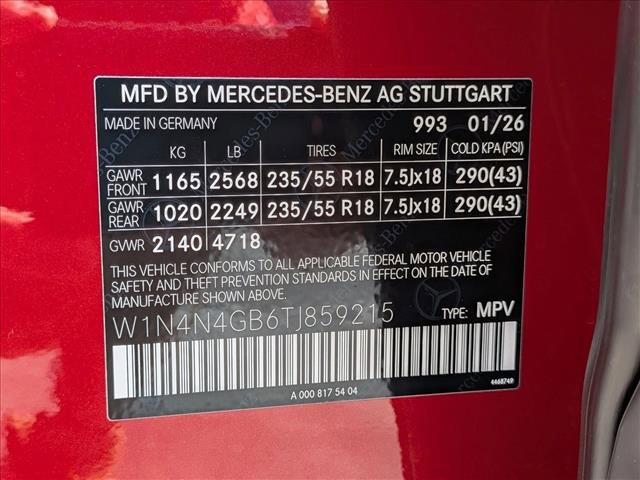 MFD BY MERCEDES-BENZ AG STUTTGART
MADE IN GERMANY 993 01/26
KG LB TIRES RIM SIZE COLD KPA(PSI)
GAWR FRONT 1165 2568 235/55 R18 7.5Jx18 290(43)
GAWR REAR 1020 2249 235/55 R18 7.5Jx18 290(43)
GVWR 2140 4718
THIS VEHICLE CONFORMS TO ALL APPLICABLE FEDERAL MOTOR VEHICLE
SAFETY AND THEFT PREVENTION STANDARDS IN EFFECT ON THE DATE
OF MANUFACTURE SHOWN ABOVE.
W1N4N4GB6TJ859215 TYPE: MPV
A 000 817 54 04 4468749